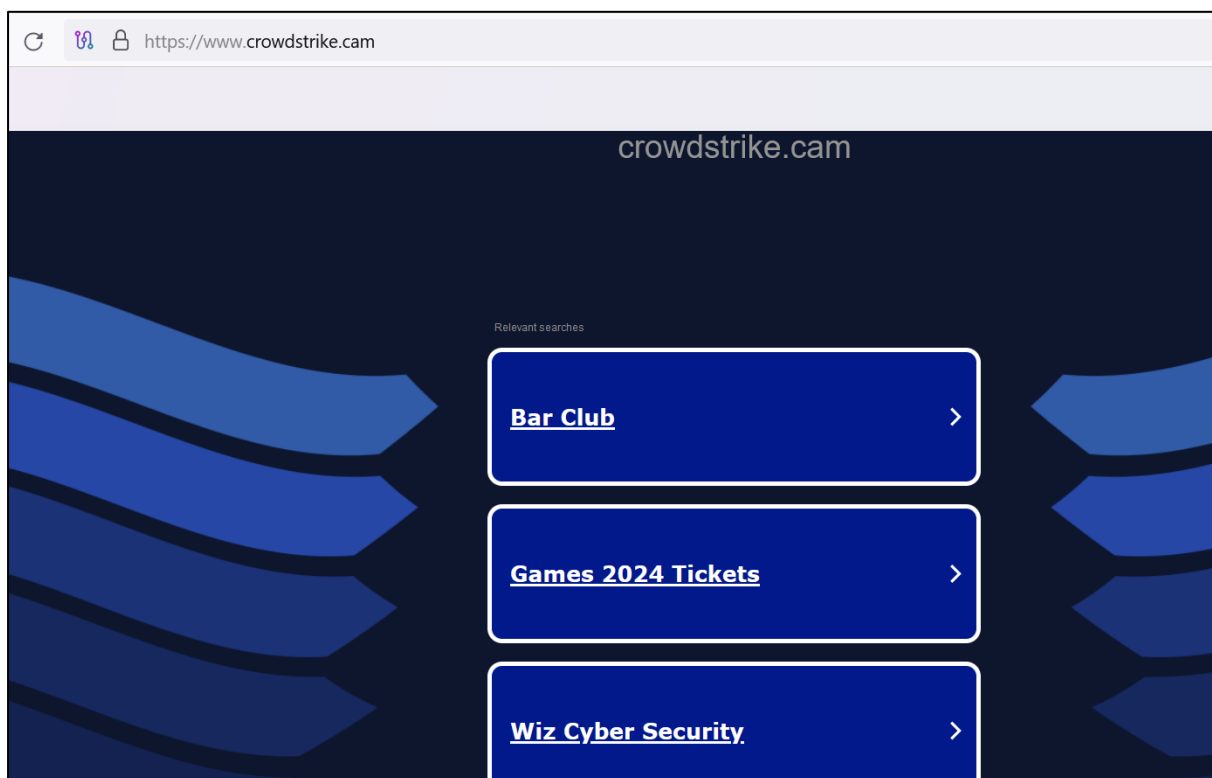 https://www.crowdstrike.cam
crowdstrike.cam
Relevant searches
Bar Club
Games 2024 Tickets
Wiz Cyber Security